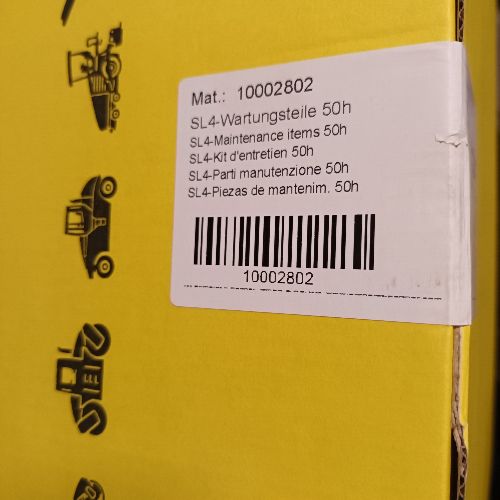 Mat.: 10002802
SL4-Wartungsteile 50h
SL4-Maintenance items 50h
SL4-Kit d'entretien 50h
SL4-Parti manutenzione 50h
SL4-Piezas de mantenim. 50h
10002802